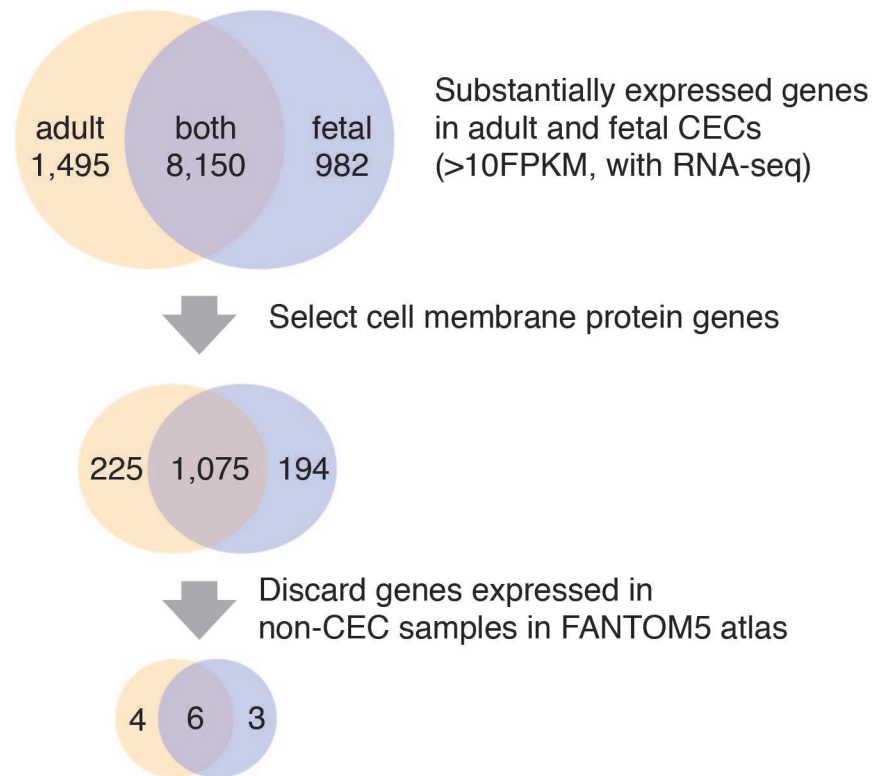 adult both fetal
1,495 8,150 982
Substantially expressed genes
in adult and fetal CECs
(>10FPKM, with RNA-seq)
Select cell membrane protein genes
225 1,075 194
Discard genes expressed in
non-CEC samples in FANTOM5 atlas
4 6 3